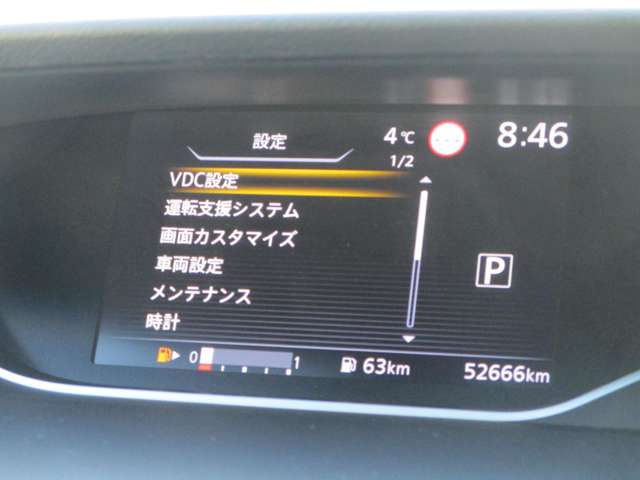 設定
4℃
8:46
1/2
VDC設定
運転支援システム
画面カスタマイズ
車両設定
メンテナンス
時計
P
0
1
63km
52666km